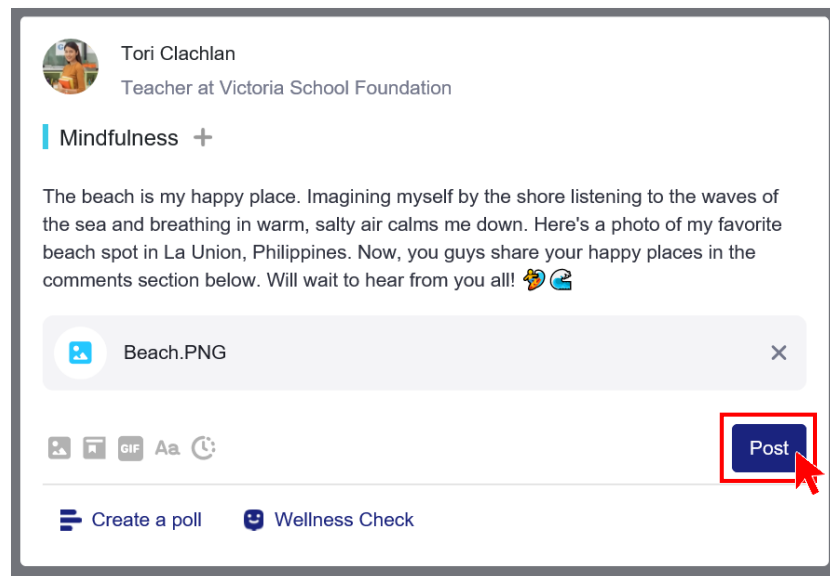 Tori Clachlan
Teacher at Victoria School Foundation
Mindfulness +
The beach is my happy place. Imagining myself by the shore listening to the waves of
the sea and breathing in warm, salty air calms me down. Here's a photo of my favorite
beach spot in La Union, Philippines. Now, you guys share your happy places in the
comments section below. Will wait to hear from you all! 🏄🌊
Beach.PNG
GIF Aa
Post
Create a poll Wellness Check